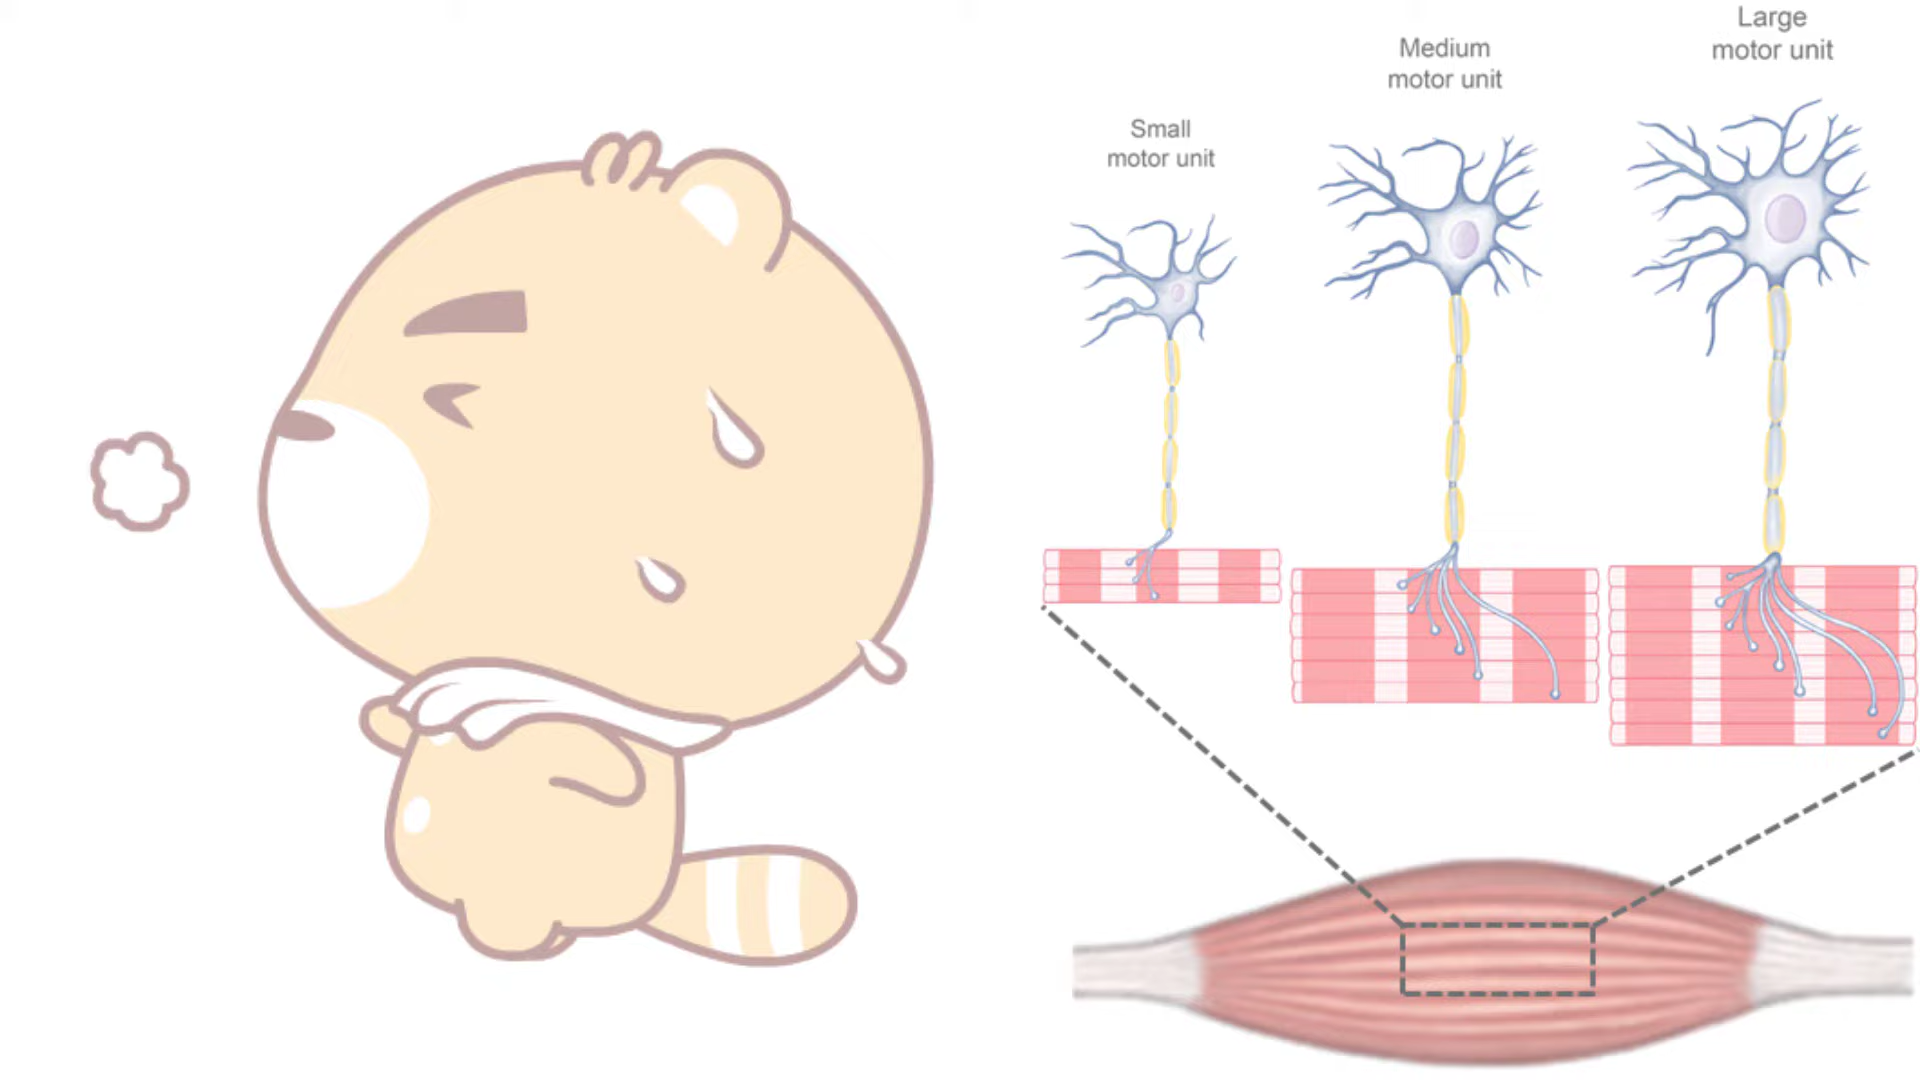 Small
motor unit
Medium
motor unit
Large
motor unit